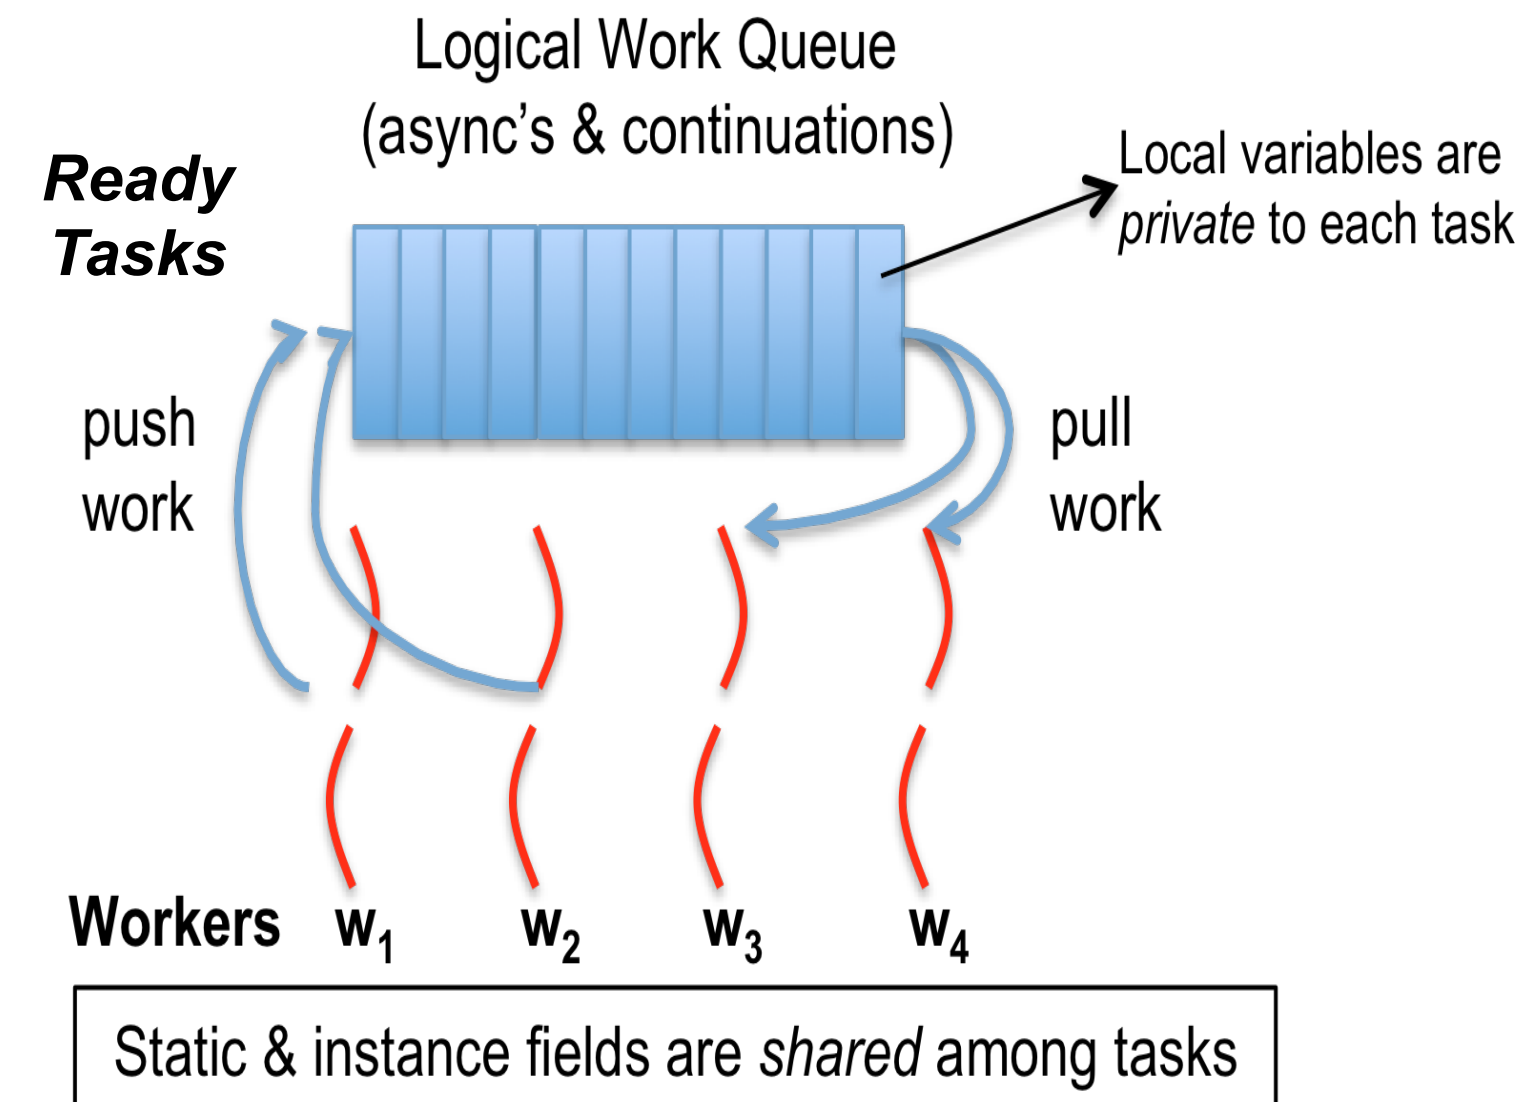 Logical Work Queue
(async’s & continuations)
Ready
Tasks
Local variables are
private to each task
push
work
pull
work
Workers w₁ w₂ w₃ w₄
Static & instance fields are shared among tasks